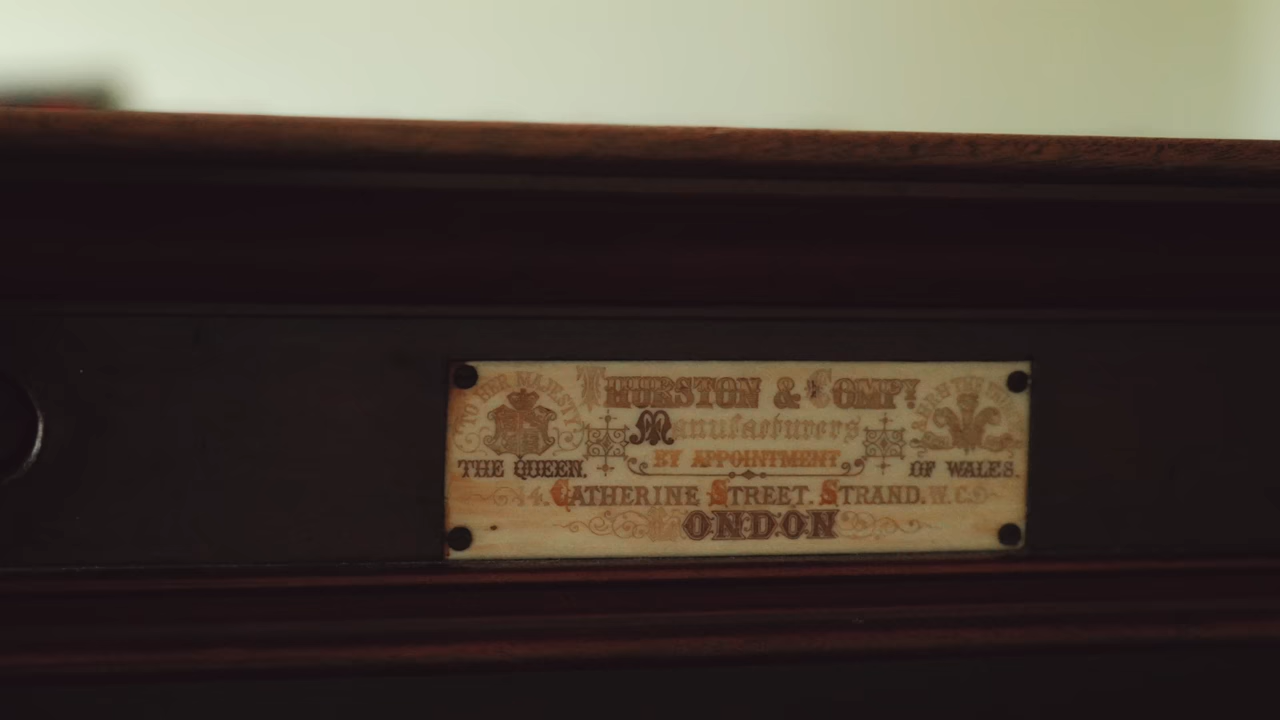 THURSTON & COMPY.
TO HER MAJESTY
THE QUEEN.
Manufacturers
BY APPOINTMENT
OF WALES.
14. CATHERINE STREET. STRAND. W.C.
LONDON